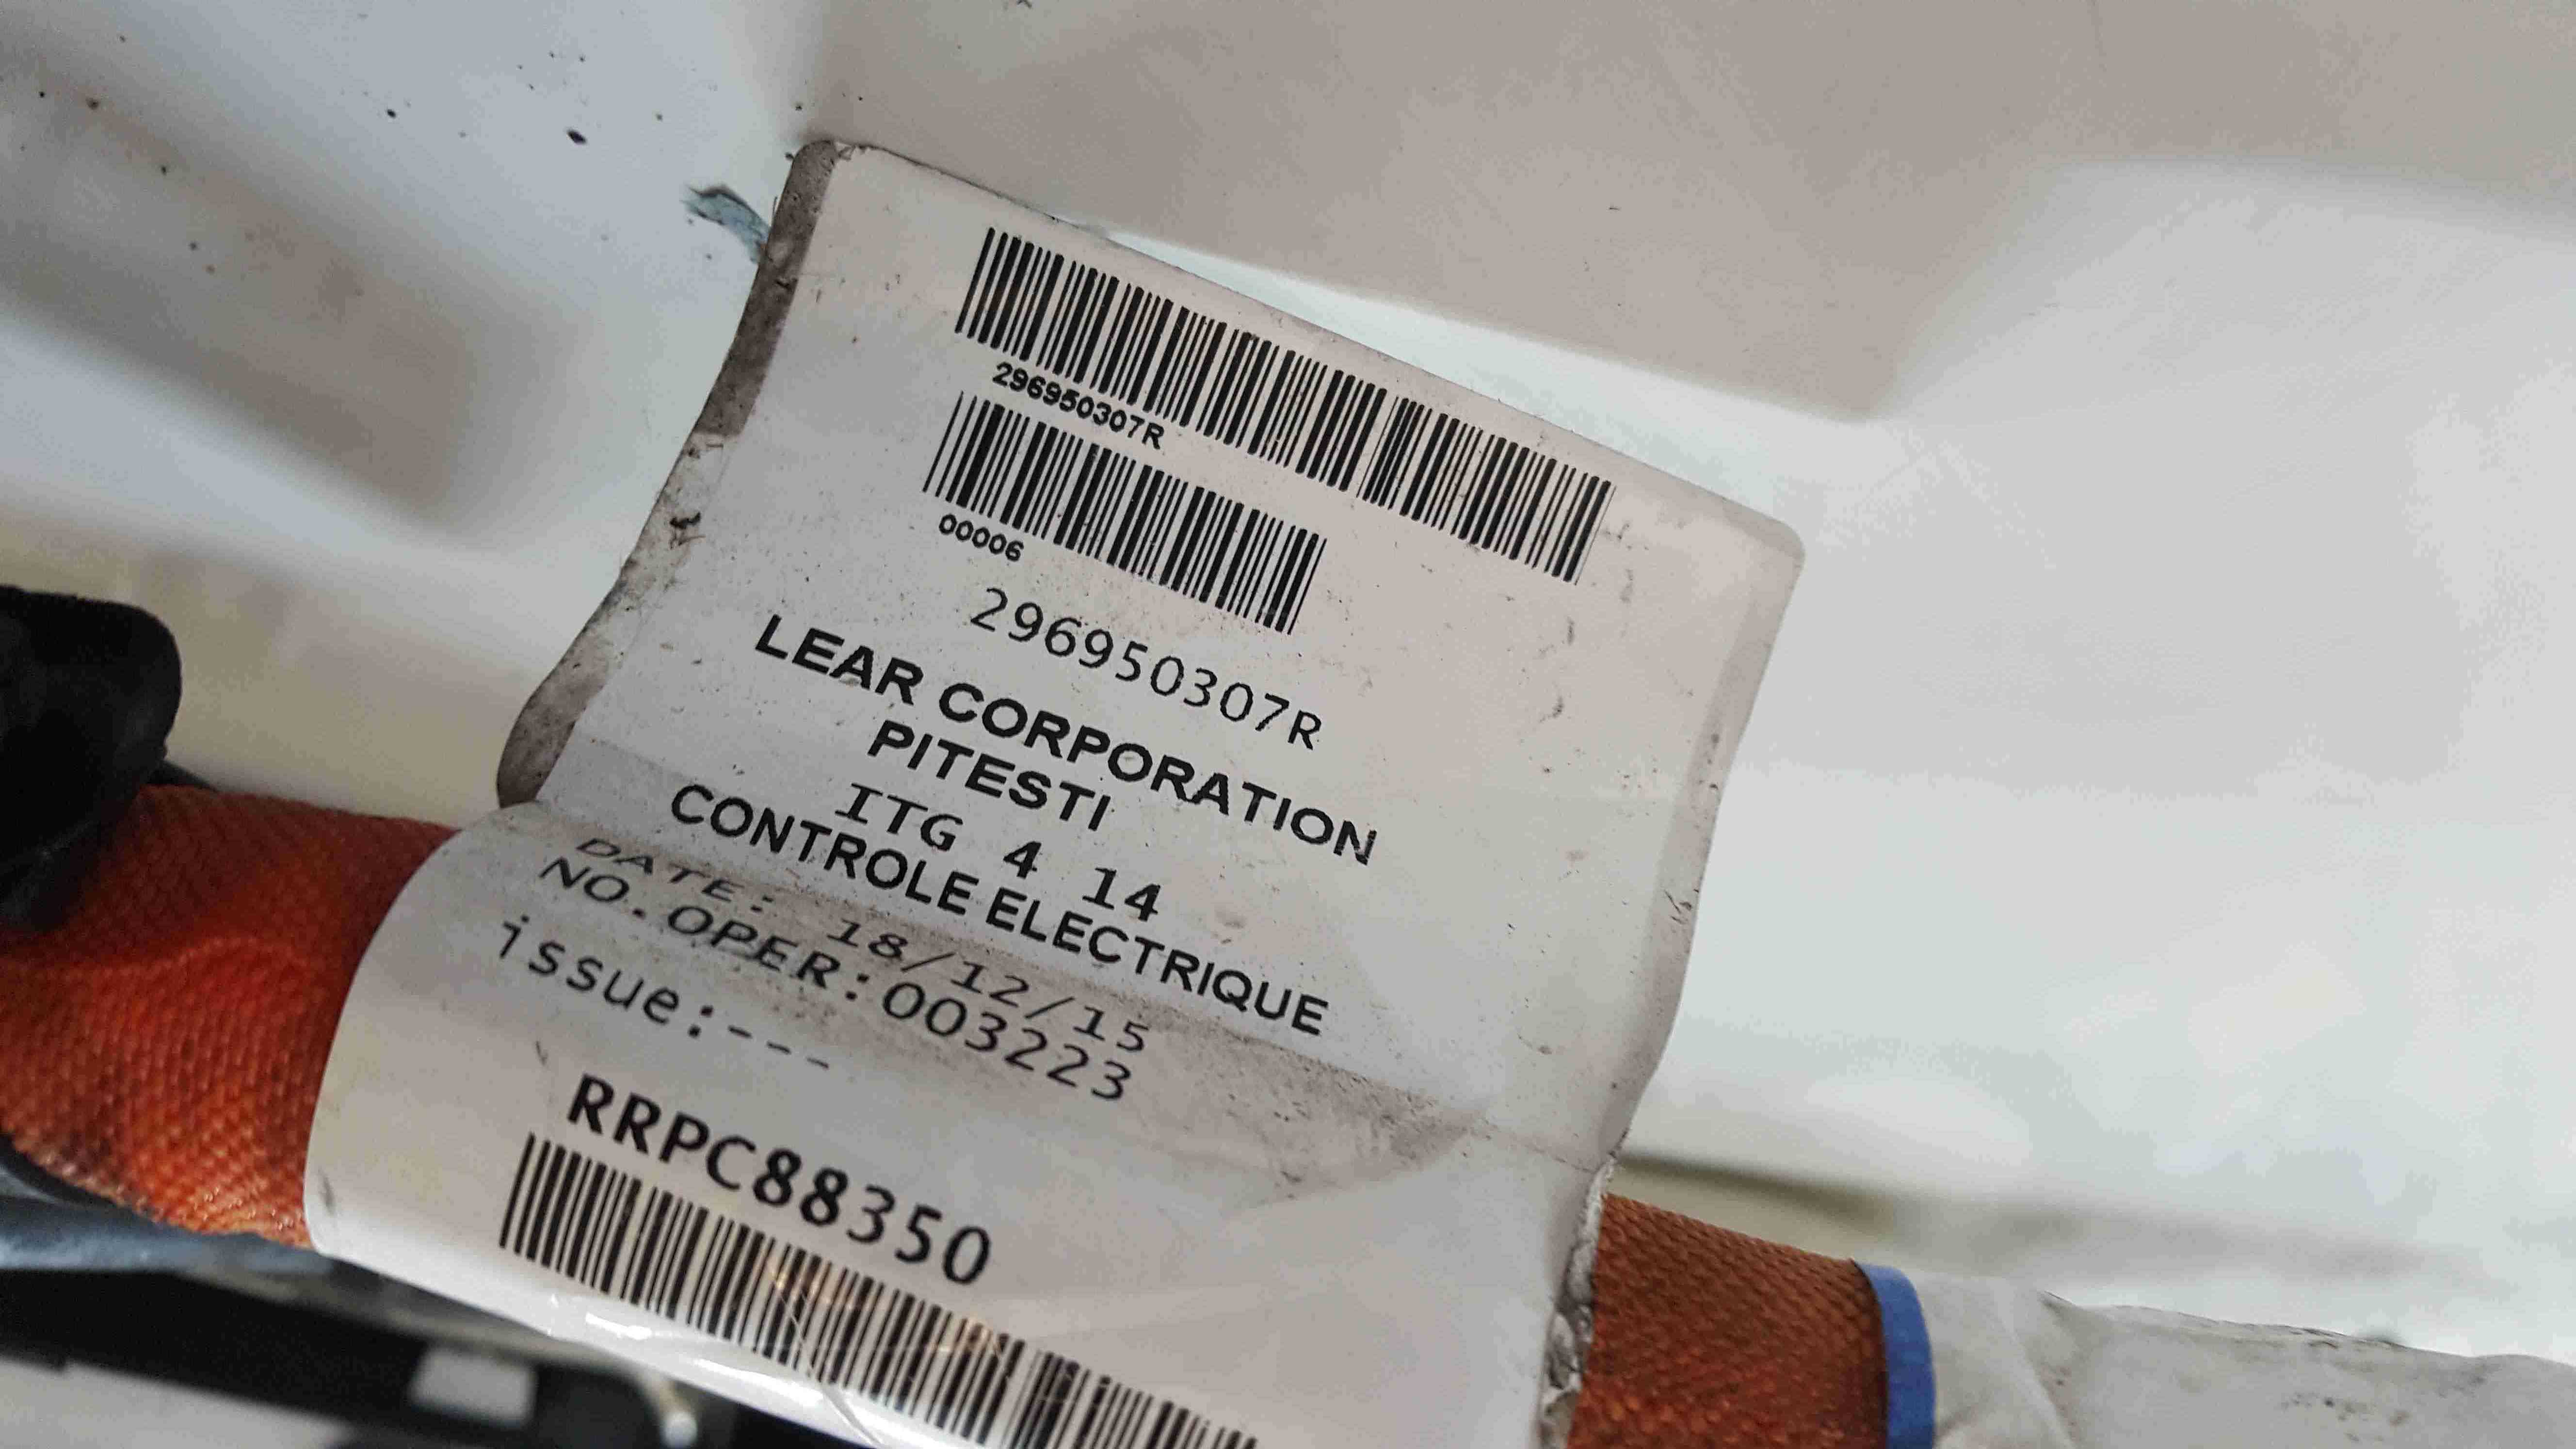 296950307R
00006
296950307R
LEAR CORPORATION
PITESTI
ITG 4 14
CONTROLE ELECTRIQUE
DATE: 18/12/15
NO.OPER:003223
issue:---
RRPC88350